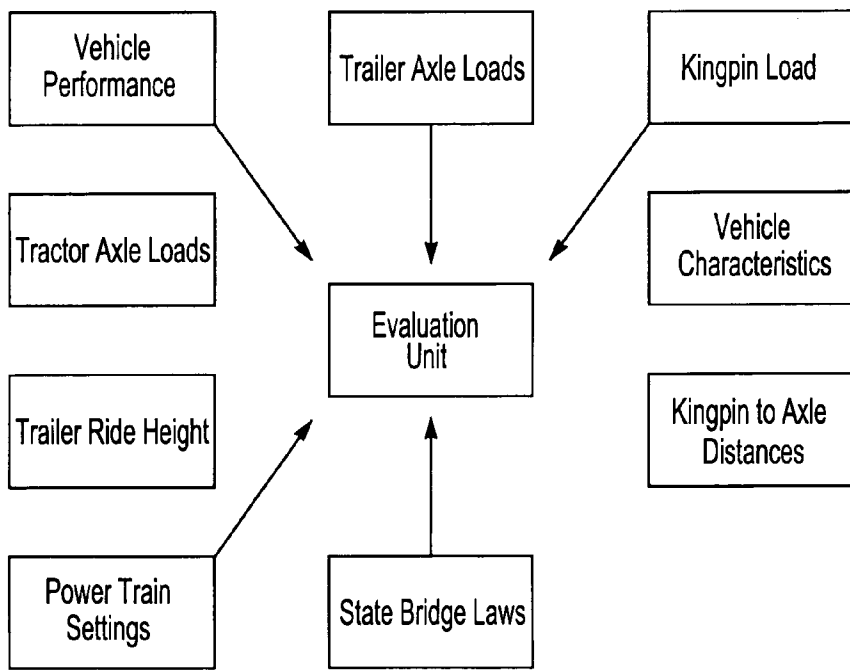 Vehicle
Performance
Trailer Axle Loads
Kingpin Load
Tractor Axle Loads
Vehicle
Characteristics
Evaluation
Unit
Trailer Ride Height
Kingpin to Axle
Distances
Power Train
Settings
State Bridge Laws